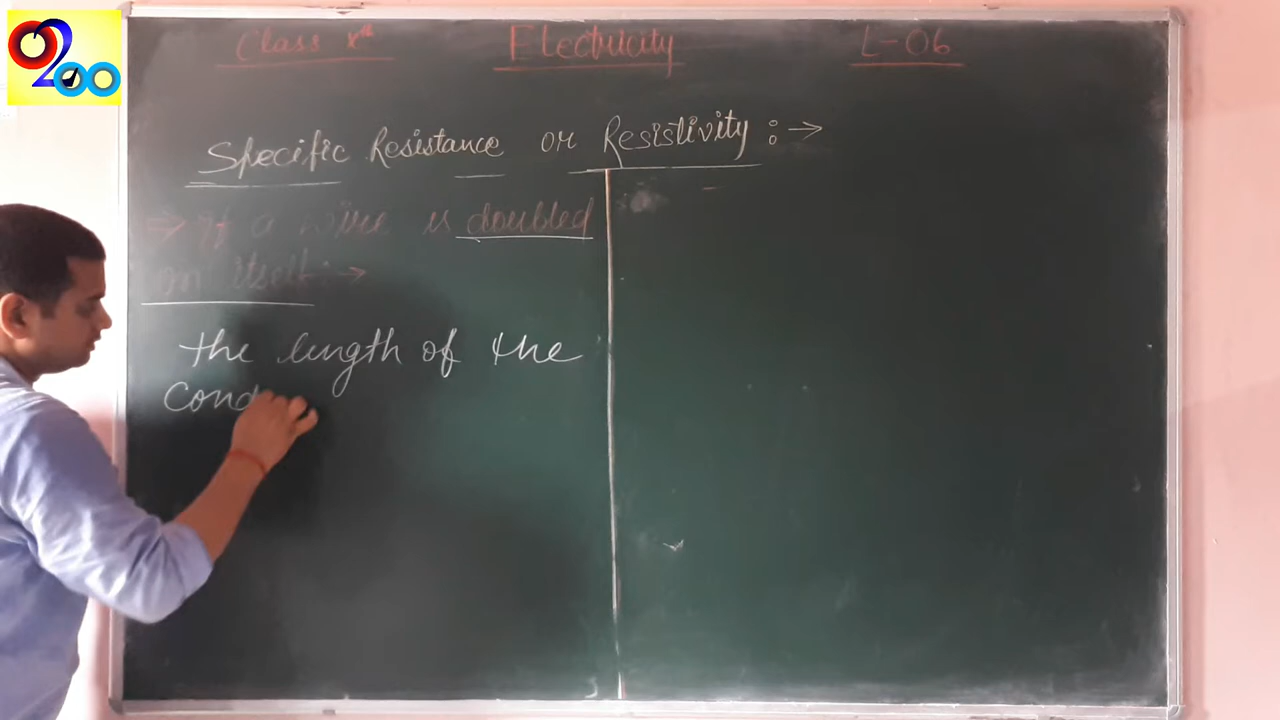 Class Xth Electricity L-06
Specific Resistance or Resistivity :→
⇒ If a wire is doubled
on itself :→
the length of the
Cond